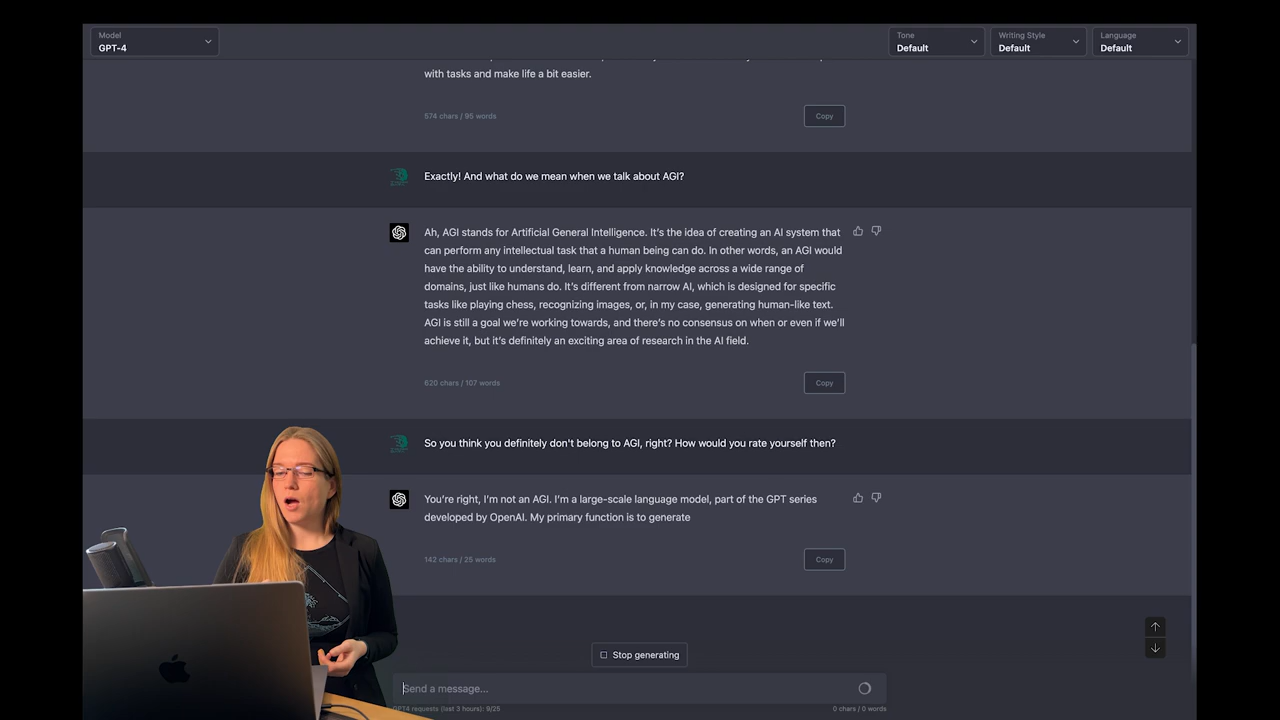 Model
GPT-4
Tone
Default
Writing Style
Default
Language
Default
with tasks and make life a bit easier.
574 chars / 95 words
Copy
Exactly! And what do we mean when we talk about AGI?
Ah, AGI stands for Artificial General Intelligence. It's the idea of creating an AI system that
can perform any intellectual task that a human being can do. In other words, an AGI would
have the ability to understand, learn, and apply knowledge across a wide range of
domains, just like humans do. It's different from narrow AI, which is designed for specific
tasks like playing chess, recognizing images, or, in my case, generating human-like text.
AGI is still a goal we're working towards, and there's no consensus on when or even if we'll
achieve it, but it's definitely an exciting area of research in the AI field.
620 chars / 107 words
Copy
So you think you definitely don't belong to AGI, right? How would you rate yourself then?
You're right, I'm not an AGI. I'm a large-scale language model, part of the GPT series
developed by OpenAI. My primary function is to generate
142 chars / 25 words
Copy
Stop generating
Send a message...
GPT4 requests (last 3 hours): 9/25
0 chars / 0 words